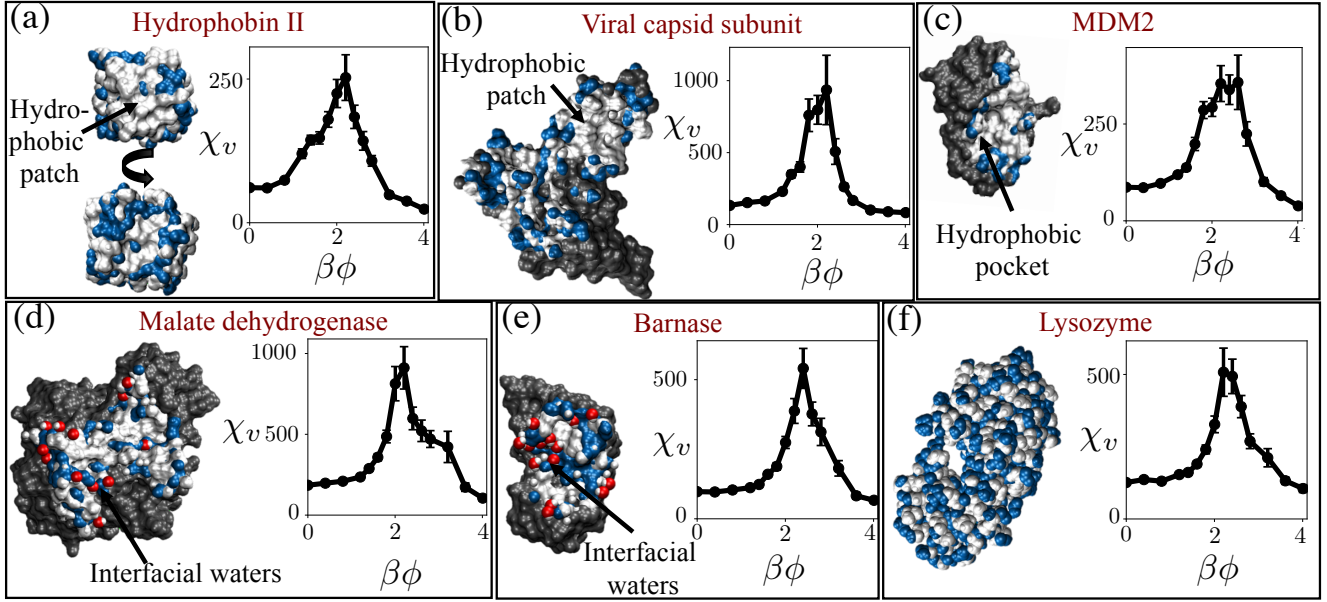 (a)
Hydrophobin II
Hydro-
phobic
patch
χv
250
0
0 2 4
βϕ
(b)
Viral capsid subunit
Hydrophobic
patch
χv
1000
500
0
0 2 4
βϕ
(c)
MDM2
Hydrophobic
pocket
χv
250
0
0 2 4
βϕ
(d)
Malate dehydrogenase
Interfacial waters
χv
1000
500
0
0 2 4
βϕ
(e)
Barnase
Interfacial
waters
χv
500
0
0 2 4
βϕ
(f)
Lysozyme
χv
500
0
0 2 4
βϕ